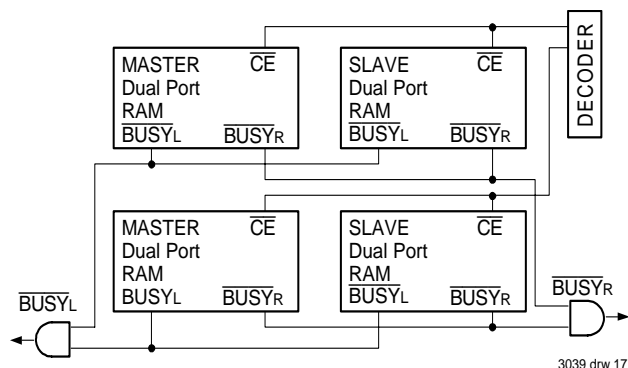 MASTER
Dual Port
RAM
CE
BUSYL BUSYR
SLAVE
Dual Port
RAM
CE
BUSYL BUSYR
DECODER
MASTER
Dual Port
RAM
CE
BUSYL BUSYR
SLAVE
Dual Port
RAM
CE
BUSYL BUSYR
BUSYL
BUSYR
3039 drw 17